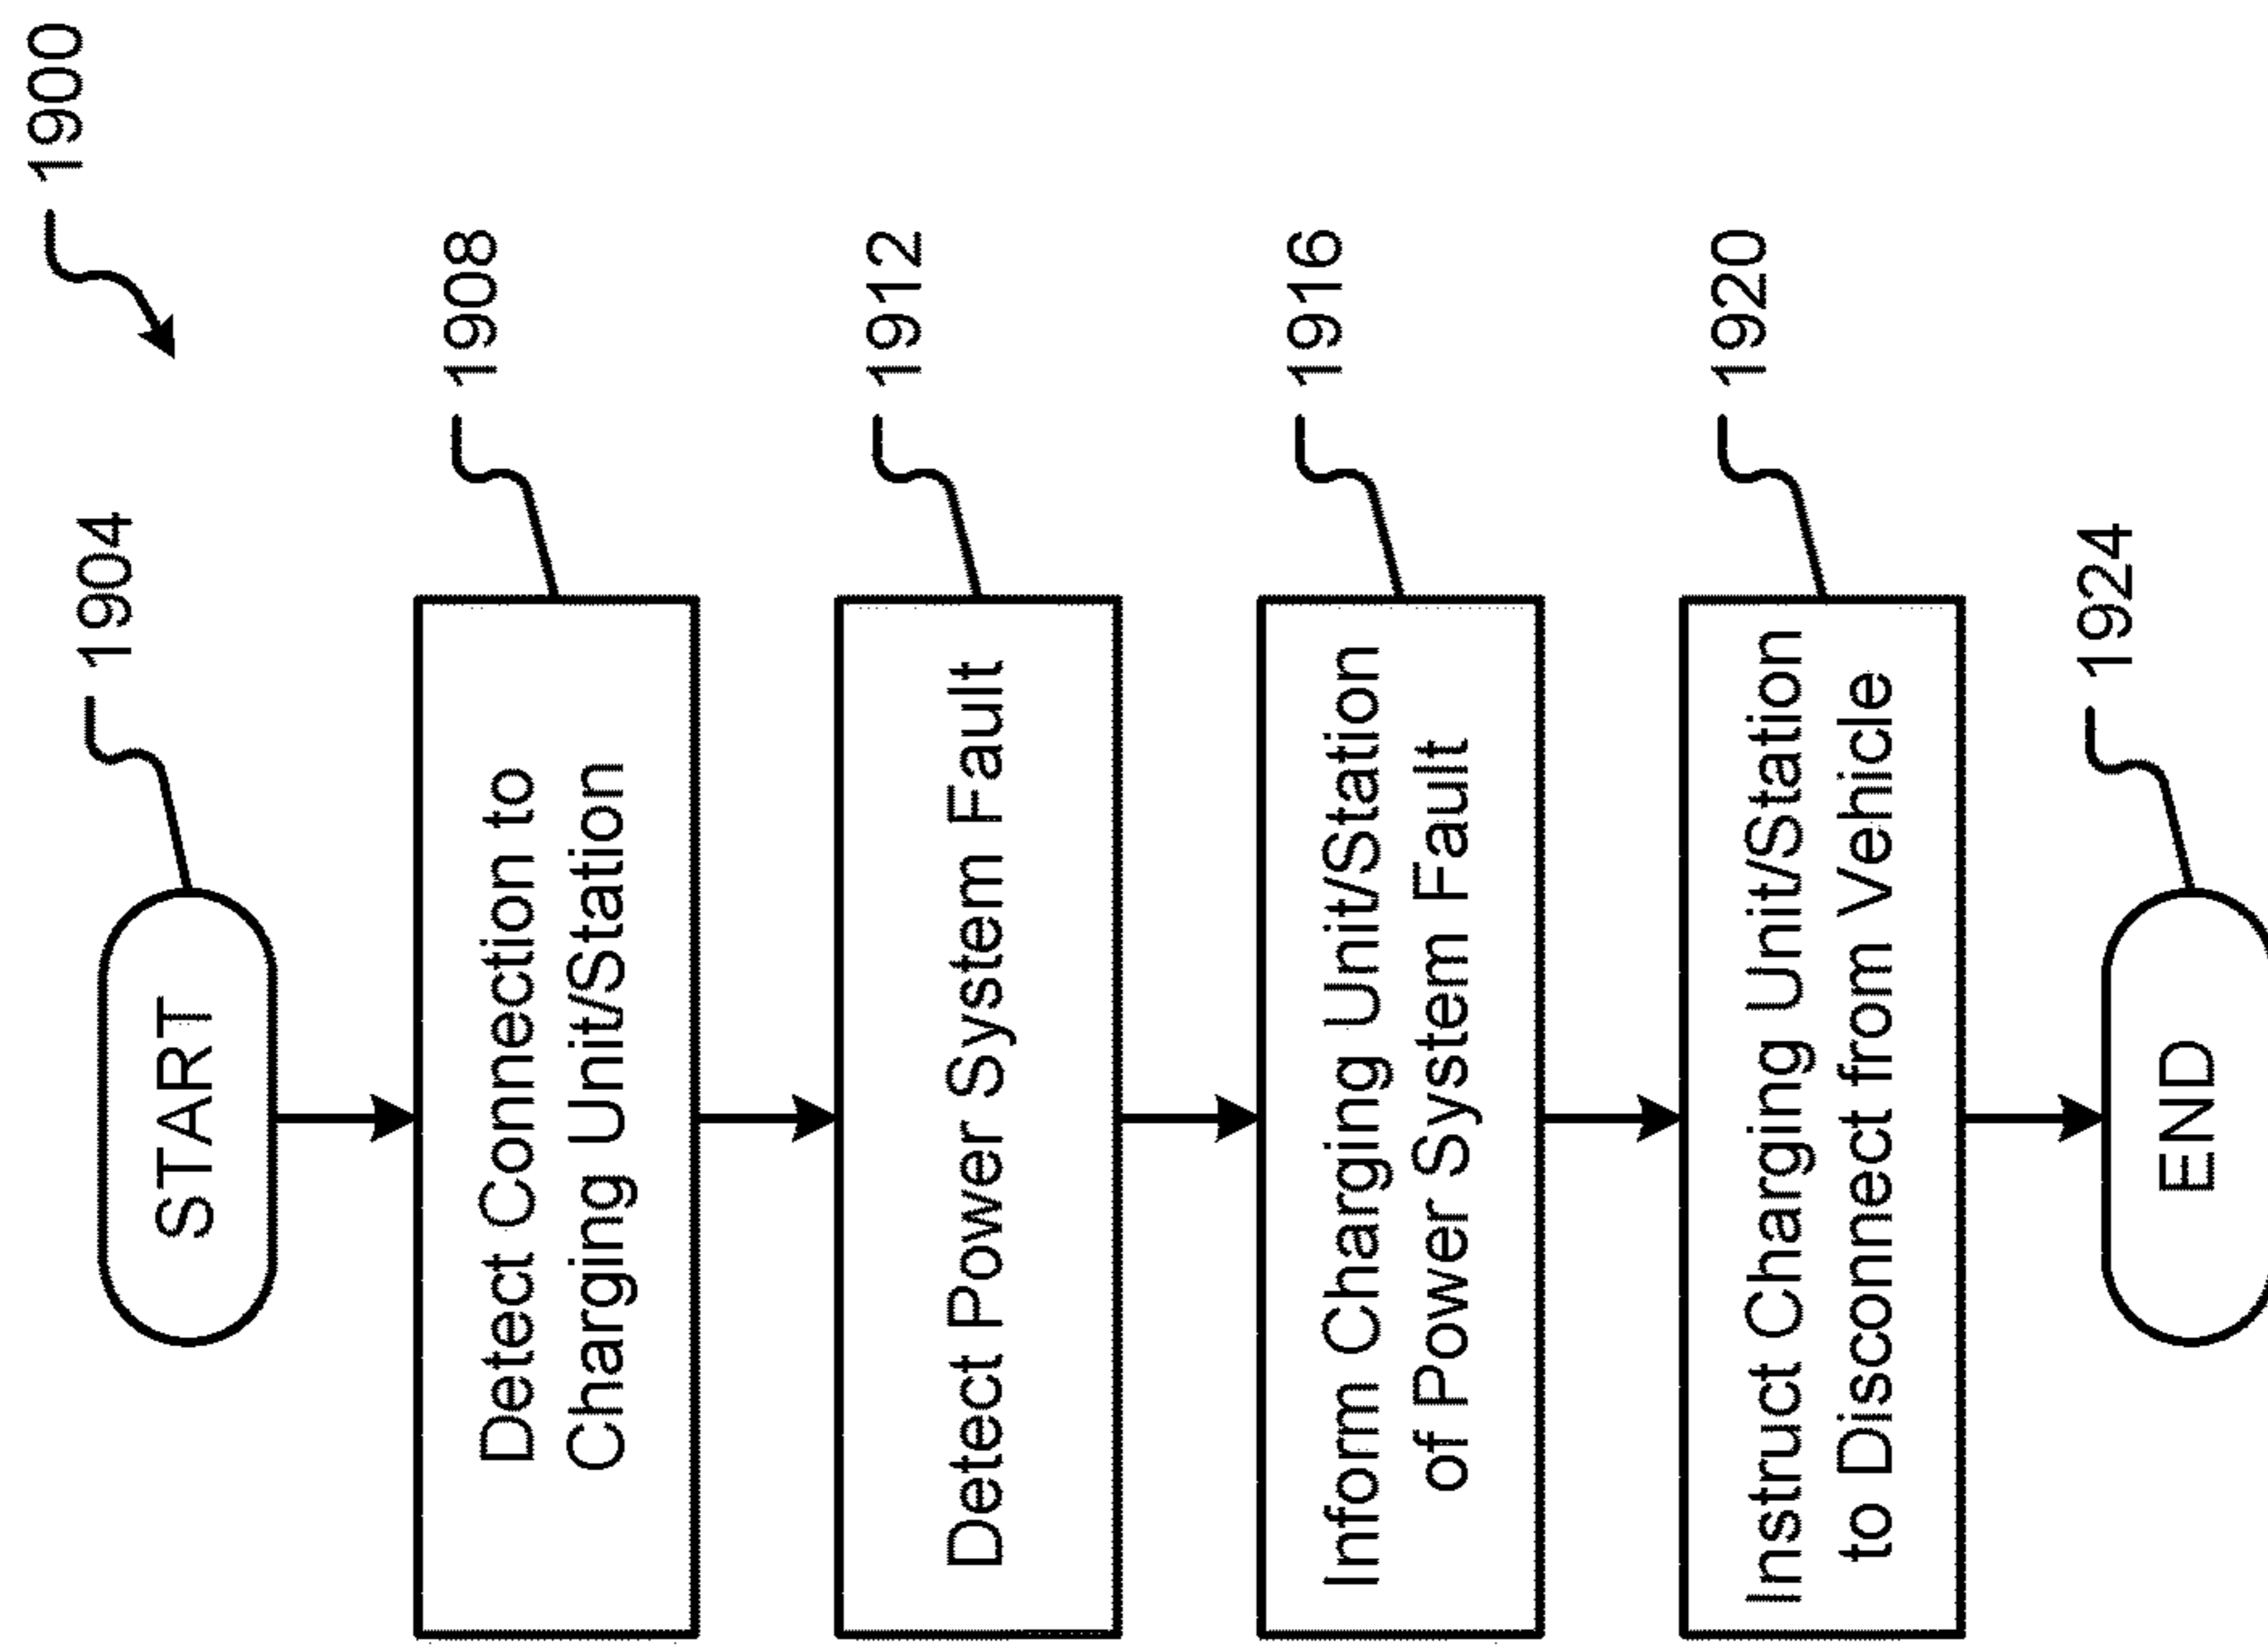 1900
START
1904
Detect Connection to
Charging Unit/Station
1908
Detect Power System Fault
1912
Inform Charging Unit/Station
of Power System Fault
1916
Instruct Charging Unit/Station
to Disconnect from Vehicle
1920
END
1924